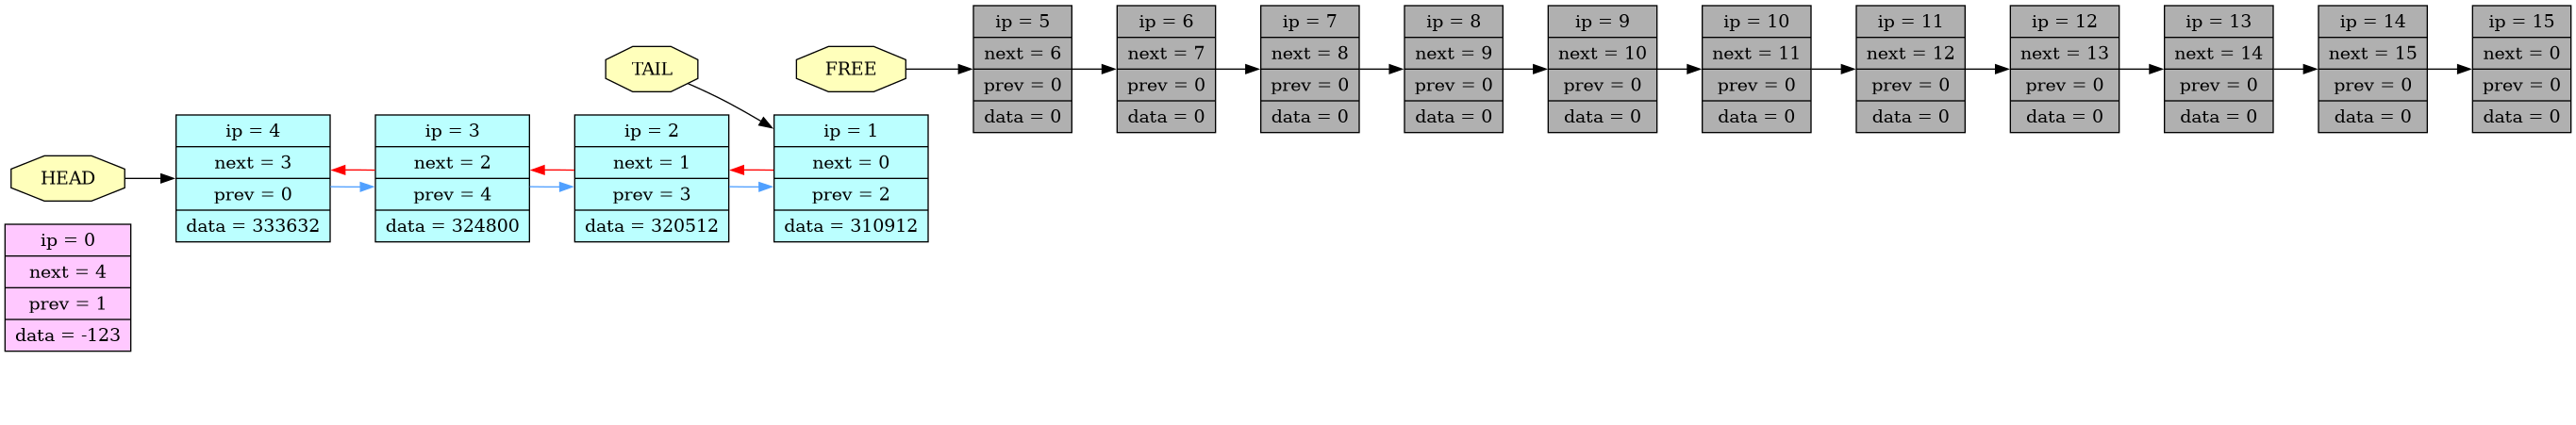 HEAD
ip = 0
next = 4
prev = 1
data = -123
ip = 4
next = 3
prev = 0
data = 333632
ip = 3
next = 2
prev = 4
data = 324800
TAIL
ip = 2
next = 1
prev = 3
data = 320512
FREE
ip = 1
next = 0
prev = 2
data = 310912
ip = 5
next = 6
prev = 0
data = 0
ip = 6
next = 7
prev = 0
data = 0
ip = 7
next = 8
prev = 0
data = 0
ip = 8
next = 9
prev = 0
data = 0
ip = 9
next = 10
prev = 0
data = 0
ip = 10
next = 11
prev = 0
data = 0
ip = 11
next = 12
prev = 0
data = 0
ip = 12
next = 13
prev = 0
data = 0
ip = 13
next = 14
prev = 0
data = 0
ip = 14
next = 15
prev = 0
data = 0
ip = 15
next = 0
prev = 0
data = 0